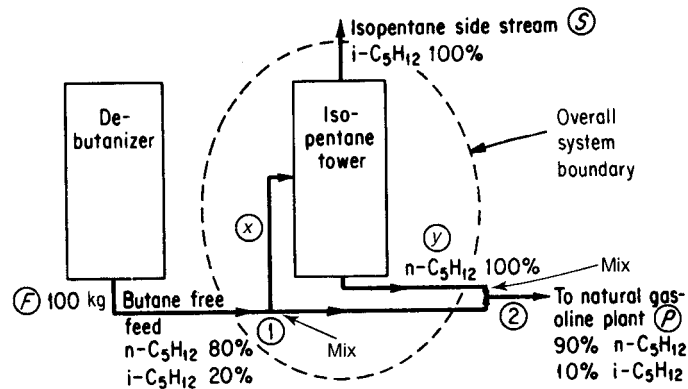 Isopentane side stream (S)
i-C5H12 100%
De-
butanizer
Iso-
pentane
tower
Overall
system
boundary
x
y
n-C5H12 100%
Mix
F 100 kg
Butane free
feed
n-C5H12 80%
i-C5H12 20%
1
Mix
2
To natural gas-
oline plant (P)
90% n-C5H12
10% i-C5H12